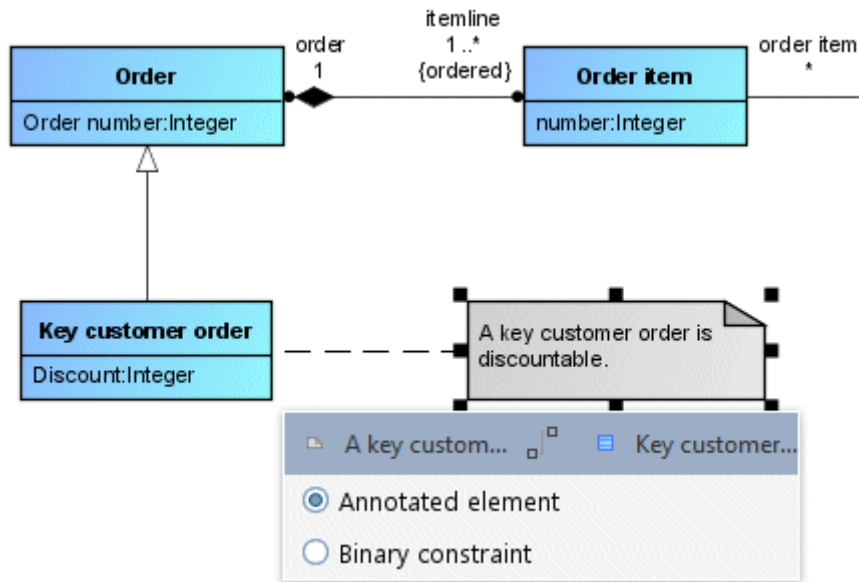 itemline
order
1 ..*
order item
1
{ordered}
*
Order
Order item
Order number:Integer
number:Integer
Key customer order
A key customer order is
discountable.
Discount:Integer
A key custom...
Key customer...
Annotated element
Binary constraint